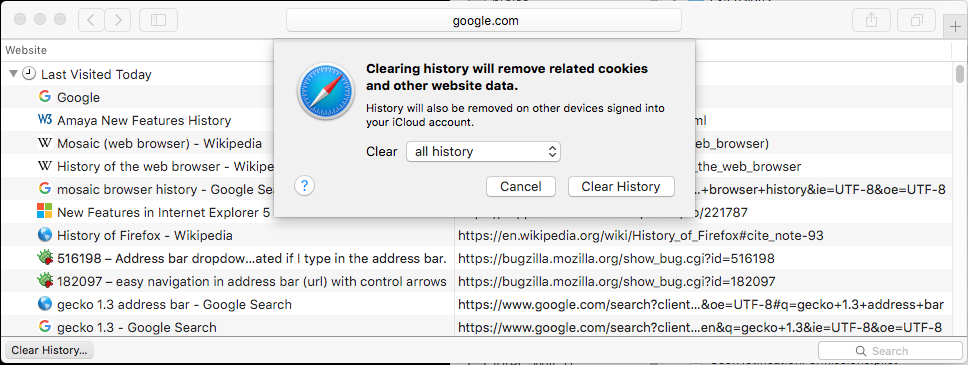 google.com
Website
Last Visited Today
Clearing history will remove related cookies
and other website data.
History will also be removed on other devices signed into
your iCloud account.
Clear all history
?
Cancel Clear History
Google
W3 Amaya New Features History ml
W Mosaic (web browser) - Wikipedia browser)
W History of the web browser - Wikiped _the_web_browser
mosaic browser history - Google Sear ...+browser+history&ie=UTF-8&oe=UTF-8
New Features in Internet Explorer 5 /221787
History of Firefox - Wikipedia https://en.wikipedia.org/wiki/History_of_Firefox#cite_note-93
516198 – Address bar dropdow...ated if I type in the address bar. https://bugzilla.mozilla.org/show_bug.cgi?id=516198
182097 – easy navigation in address bar (url) with control arrows https://bugzilla.mozilla.org/show_bug.cgi?id=182097
gecko 1.3 address bar - Google Search https://www.google.com/search?client...&oe=UTF-8#q=gecko+1.3+address+bar
gecko 1.3 - Google Search https://www.google.com/search?client...en&q=gecko+1.3&ie=UTF-8&oe=UTF-8
Clear History... Search